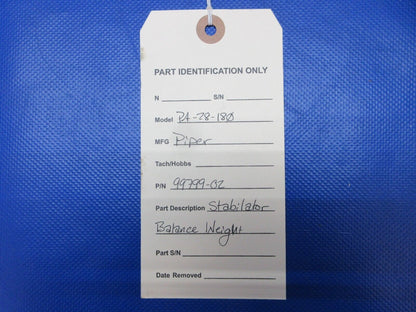 PART IDENTIFICATION ONLY
N S/N
Model PA-28-180
MFG Piper
Tach/Hobbs
P/N 99799-02
Part Description Stabilator
Balance Weight
Part S/N
Date Removed